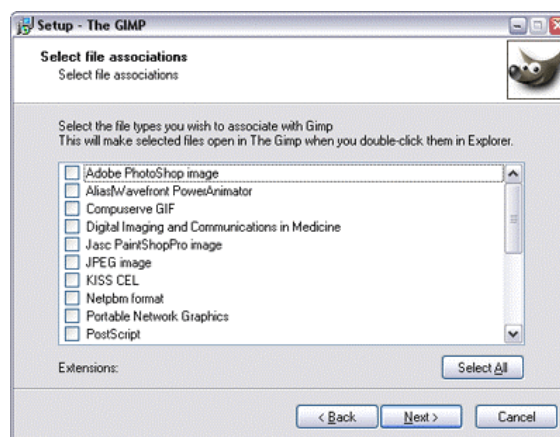 Setup - The GIMP
Select file associations
Select file associations
Select the file types you wish to associate with Gimp
This will make selected files open in The Gimp when you double-click them in Explorer.
Adobe PhotoShop image
Alias|Wavefront PowerAnimator
Compuserve GIF
Digital Imaging and Communications in Medicine
Jasc PaintShopPro image
JPEG image
KISS CEL
Netpbm format
Portable Network Graphics
PostScript
Extensions:
Select All
< Back
Next >
Cancel